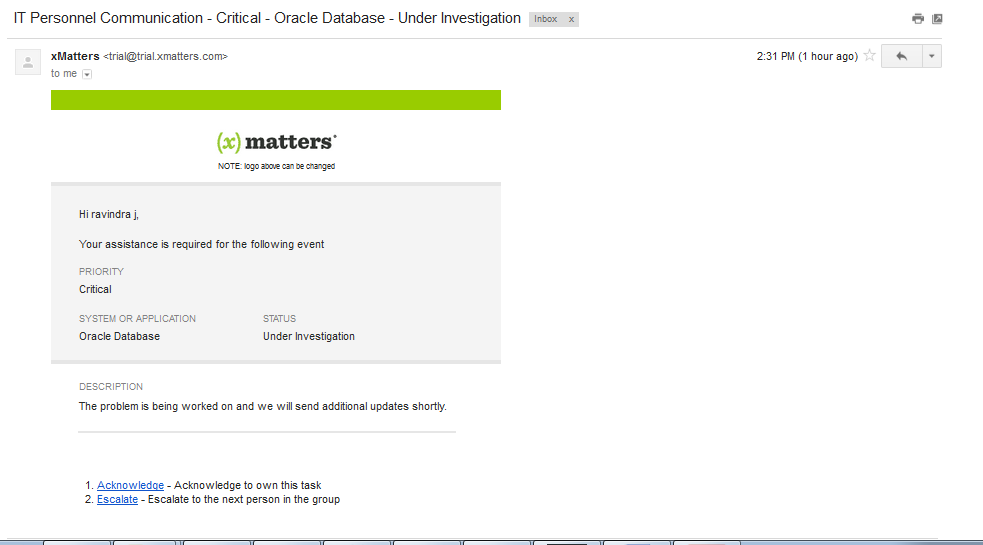 IT Personnel Communication - Critical - Oracle Database - Under Investigation Inbox x
xMatters <trial@trial.xmatters.com> 2:31 PM (1 hour ago)
to me
(x) matters
NOTE: logo above can be changed
Hi ravindra j,
Your assistance is required for the following event
PRIORITY
Critical
SYSTEM OR APPLICATION STATUS
Oracle Database Under Investigation
DESCRIPTION
The problem is being worked on and we will send additional updates shortly.
1. Acknowledge - Acknowledge to own this task
2. Escalate - Escalate to the next person in the group